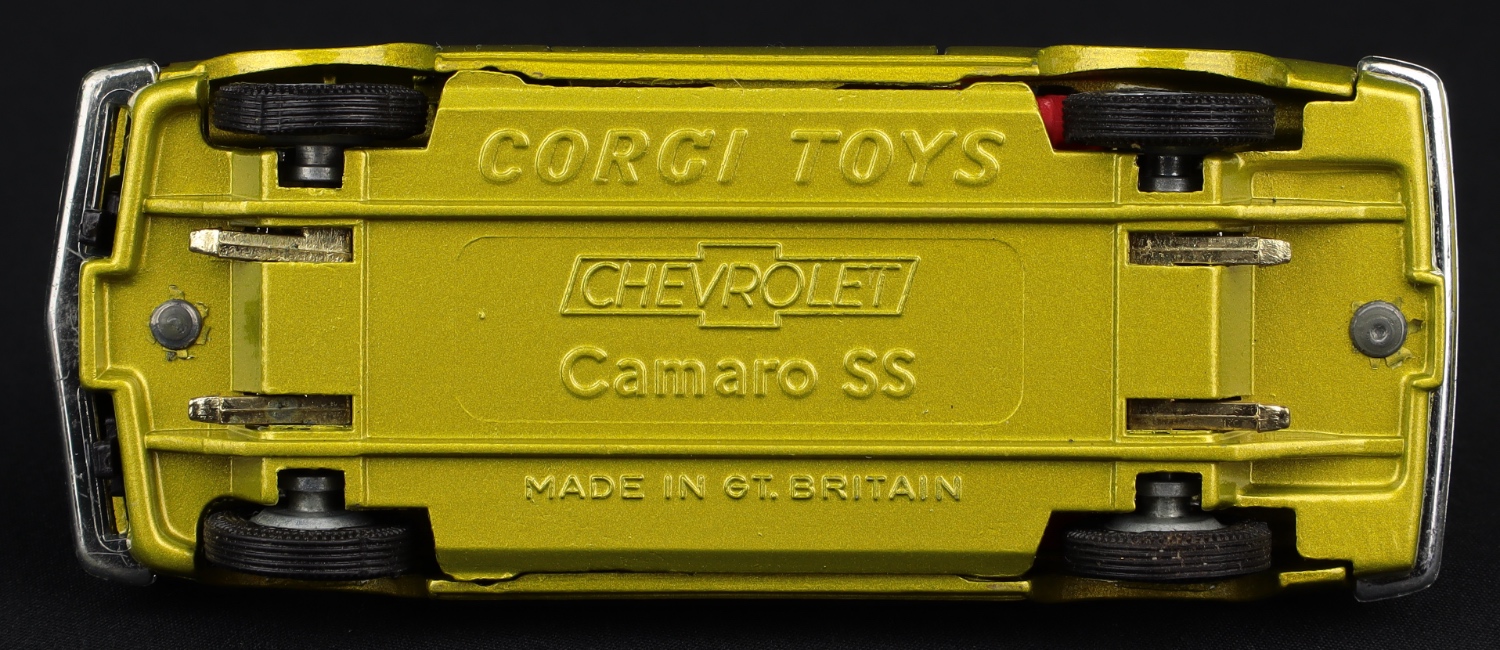 CORGI TOYS
CHEVROLET
Camaro SS
MADE IN GT. BRITAIN